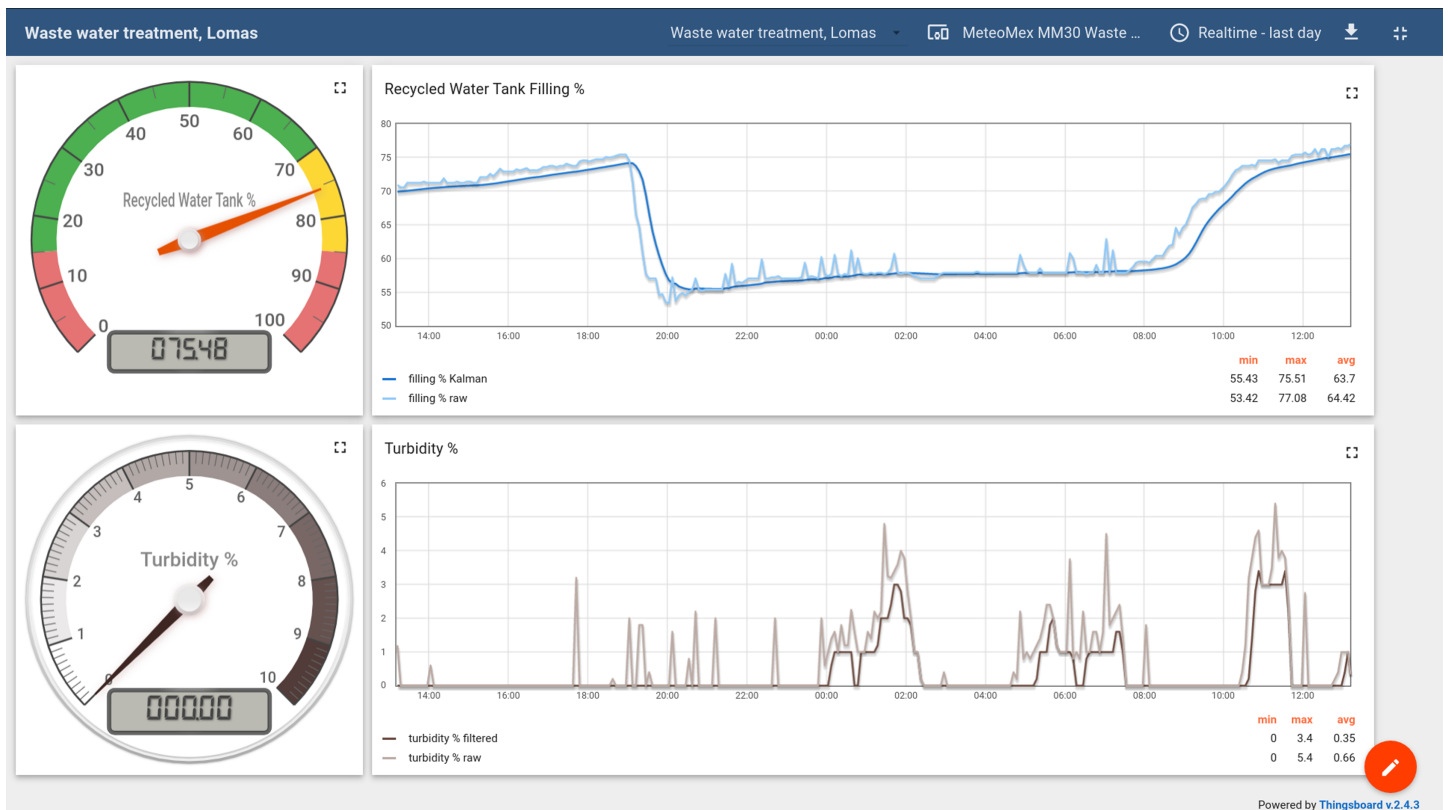 Waste water treatment, Lomas
Waste water treatment, Lomas
MeteoMex MM30 Waste ...
Realtime - last day
0
10
20
30
40
50
60
70
80
90
100
Recycled Water Tank %
075.48
Recycled Water Tank Filling %
80
75
70
65
60
55
50
14:00 16:00 18:00 20:00 22:00 00:00 02:00 04:00 06:00 08:00 10:00 12:00
min max avg
filling % Kalman 55.43 75.51 63.7
filling % raw 53.42 77.08 64.42
0
1
2
3
4
5
6
7
8
9
10
Turbidity %
000.00
Turbidity %
6
5
4
3
2
1
0
14:00 16:00 18:00 20:00 22:00 00:00 02:00 04:00 06:00 08:00 10:00 12:00
min max avg
turbidity % filtered 0 3.4 0.35
turbidity % raw 0 5.4 0.66
Powered by Thingsboard v.2.4.3